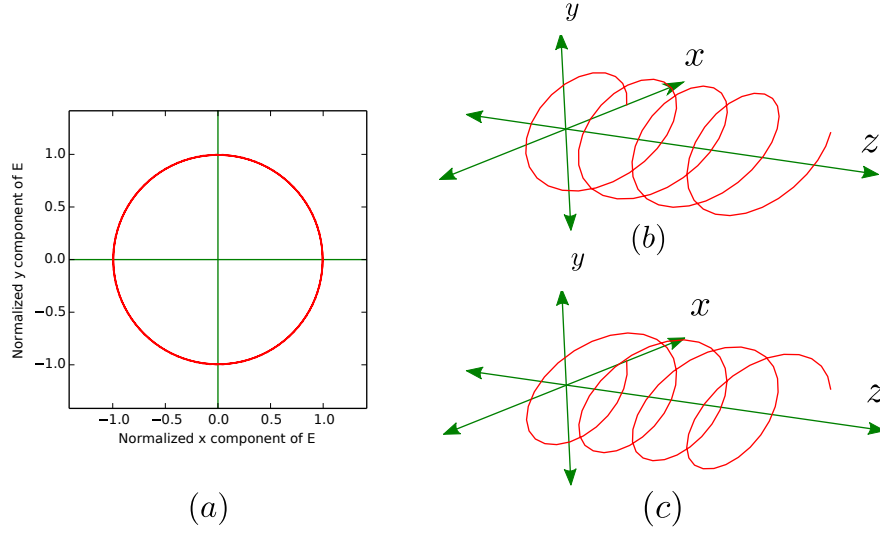 Normalized y component of E
1.0
0.5
0.0
−0.5
−1.0
−1.0 −0.5 0.0 0.5 1.0
Normalized x component of E
(a)
y
x
z
(b)
y
x
z
(c)